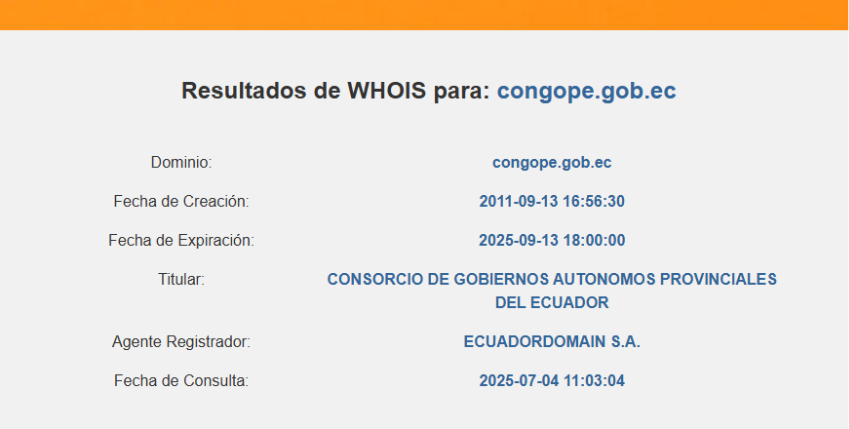 Resultados de WHOIS para: congope.gob.ec
Dominio: congope.gob.ec
Fecha de Creación: 2011-09-13 16:56:30
Fecha de Expiración: 2025-09-13 18:00:00
Titular: CONSORCIO DE GOBIERNOS AUTONOMOS PROVINCIALES
DEL ECUADOR
Agente Registrador: ECUADORDOMAIN S.A.
Fecha de Consulta: 2025-07-04 11:03:04